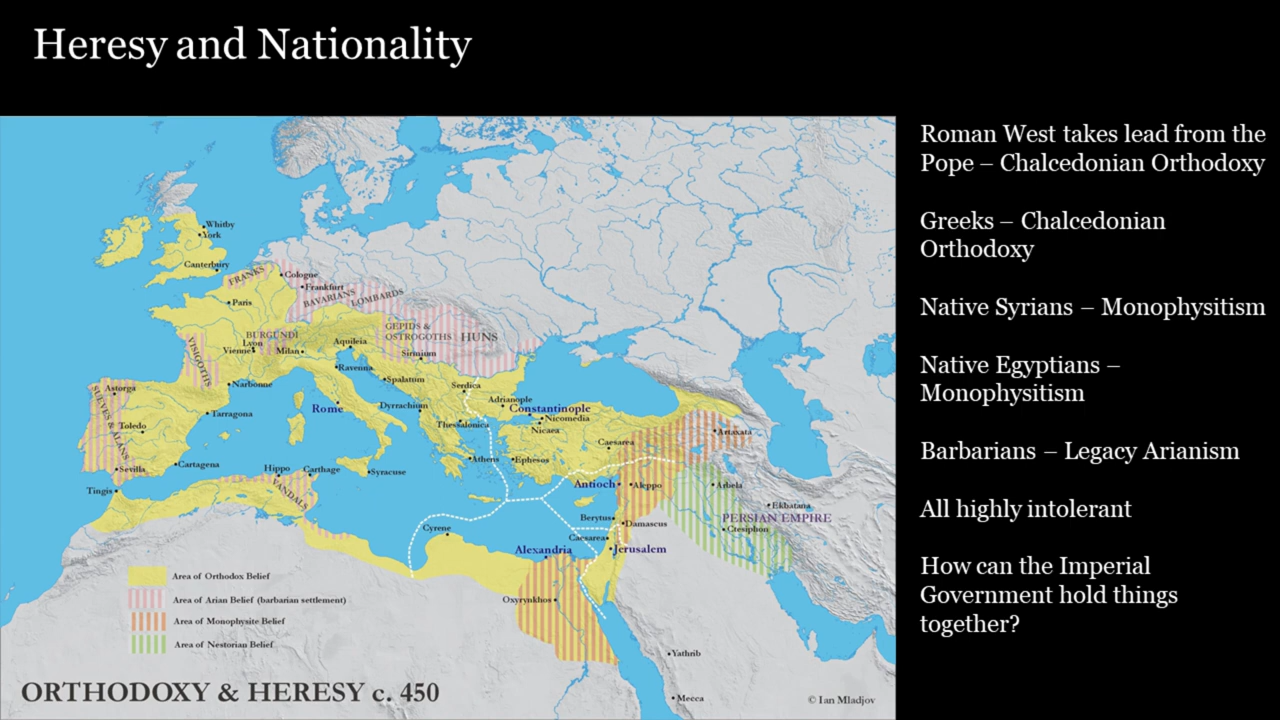 Heresy and Nationality
Roman West takes lead from the
Pope – Chalcedonian Orthodoxy
Greeks – Chalcedonian
Orthodoxy
Native Syrians – Monophysitism
Native Egyptians –
Monophysitism
Barbarians – Legacy Arianism
All highly intolerant
How can the Imperial
Government hold things
together?
Whitby
York
Canterbury
FRANKS
Cologne
Frankfurt
BAVARIANS
LOMBARDS
Paris
BURGUNDI
Lyon
Vienne
Milan
Aquileia
GEPIDS &
OSTROGOTHS
HUNS
Sirmium
VISIGOTHS
Ravenna
Spalatum
Serdica
Astorga
SUEVES & ALANS
Narbonne
Rome
Dyrrachium
Adrianople
Constantinople
Nicomedia
Nicaea
Tarragona
Toledo
Thessalonica
Caesarea
Artaxata
Sevilla
Cartagena
Hippo
Carthage
Syracuse
Athens
Ephesos
Tingis
VANDALS
Antioch
Aleppo
Arbela
Ekbatana
PERSIAN EMPIRE
Ctesiphon
Berytus
Damascus
Cyrene
Caesarea
Alexandria
Jerusalem
Oxyrynkhos
Yathrib
Mecca
Area of Orthodox Belief
Area of Arian Belief (barbarian settlement)
Area of Monophysite Belief
Area of Nestorian Belief
ORTHODOXY & HERESY c. 450
© Ian Mladjov